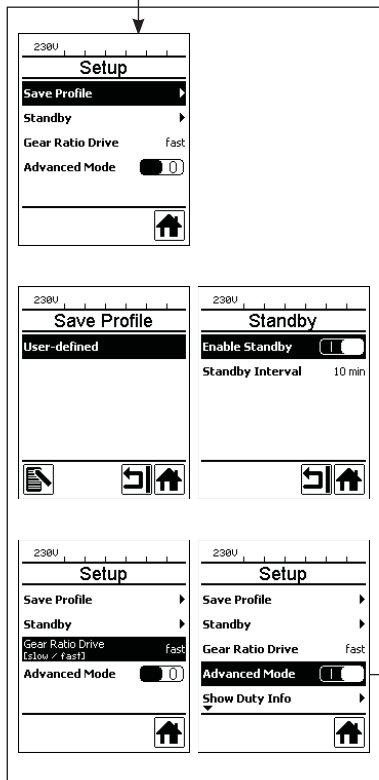 230V
Setup
Save Profile
Standby
Gear Ratio Drive fast
Advanced Mode 0
230V
Save Profile
User-defined
230V
Standby
Enable Standby I
Standby Interval 10 min
230V
Setup
Save Profile
Standby
Gear Ratio Drive fast
[slow / fast]
Advanced Mode 0
230V
Setup
Save Profile
Standby
Gear Ratio Drive fast
Advanced Mode I
Show Duty Info